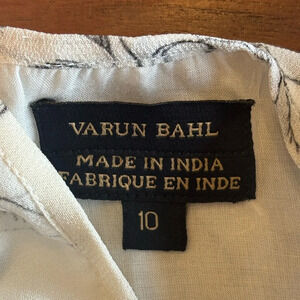 VARUN BAHL
MADE IN INDIA
FABRIQUE EN INDE
10